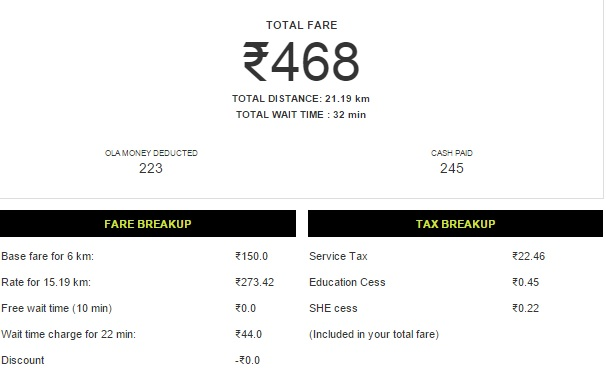 TOTAL FARE
₹468
TOTAL DISTANCE: 21.19 km
TOTAL WAIT TIME : 32 min
OLA MONEY DEDUCTED
223
CASH PAID
245
FARE BREAKUP
Base fare for 6 km: ₹150.0
Rate for 15.19 km: ₹273.42
Free wait time (10 min) ₹0.0
Wait time charge for 22 min: ₹44.0
Discount -₹0.0
TAX BREAKUP
Service Tax ₹22.46
Education Cess ₹0.45
SHE cess ₹0.22
(Included in your total fare)